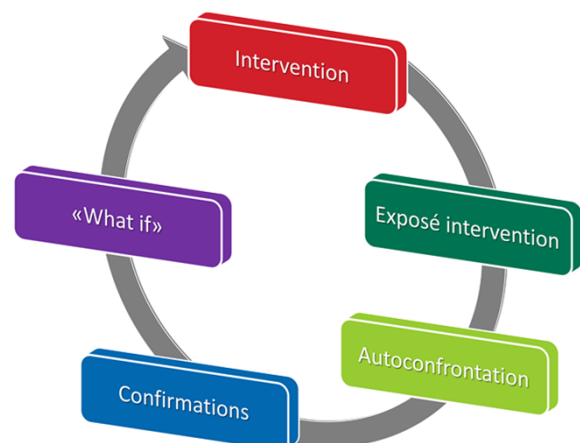 Intervention
Exposé intervention
Autoconfrontation
Confirmations
«What if»